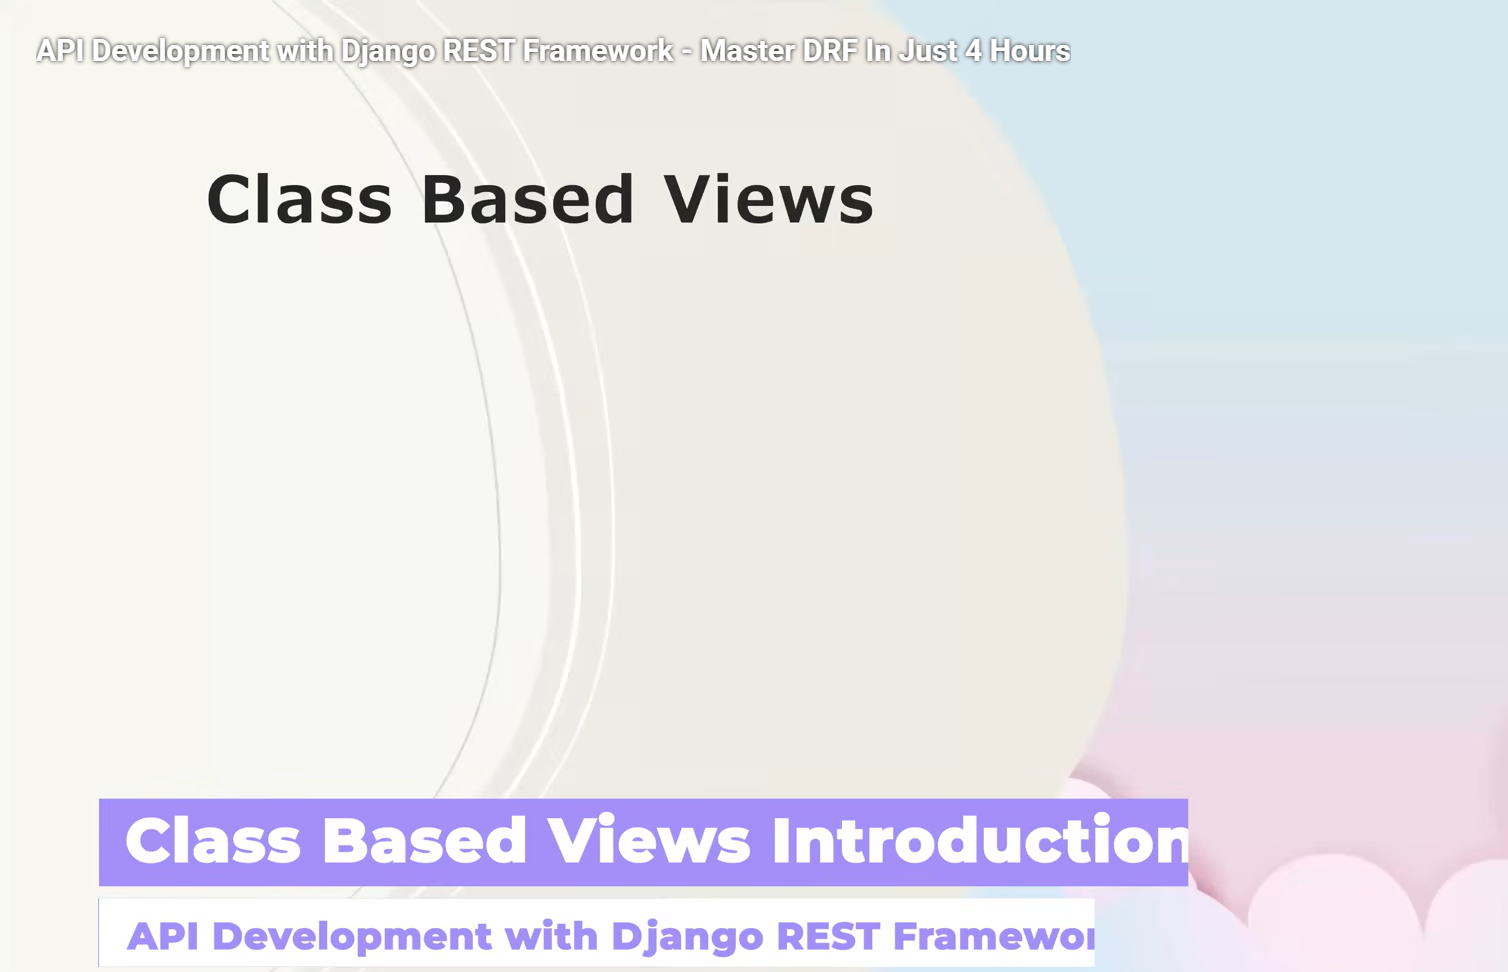 API Development with Django REST Framework - Master DRF In Just 4 Hours
Class Based Views
Class Based Views Introduction
API Development with Django REST Framewor